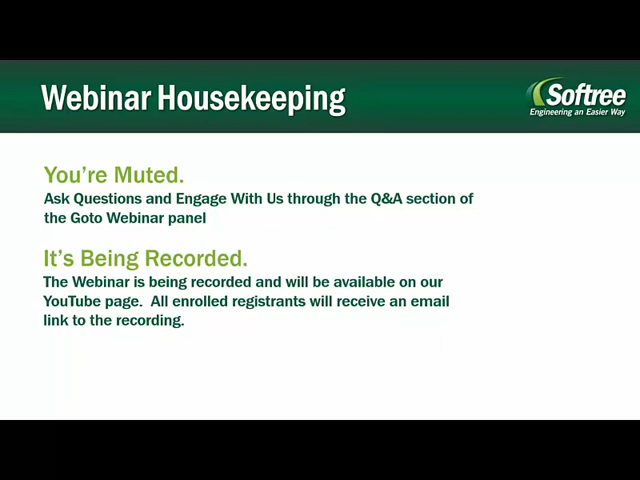 Webinar Housekeeping
Softree
Engineering an Easier Way
You're Muted.
Ask Questions and Engage With Us through the Q&A section of
the Goto Webinar panel
It's Being Recorded.
The Webinar is being recorded and will be available on our
YouTube page.  All enrolled registrants will receive an email
link to the recording.